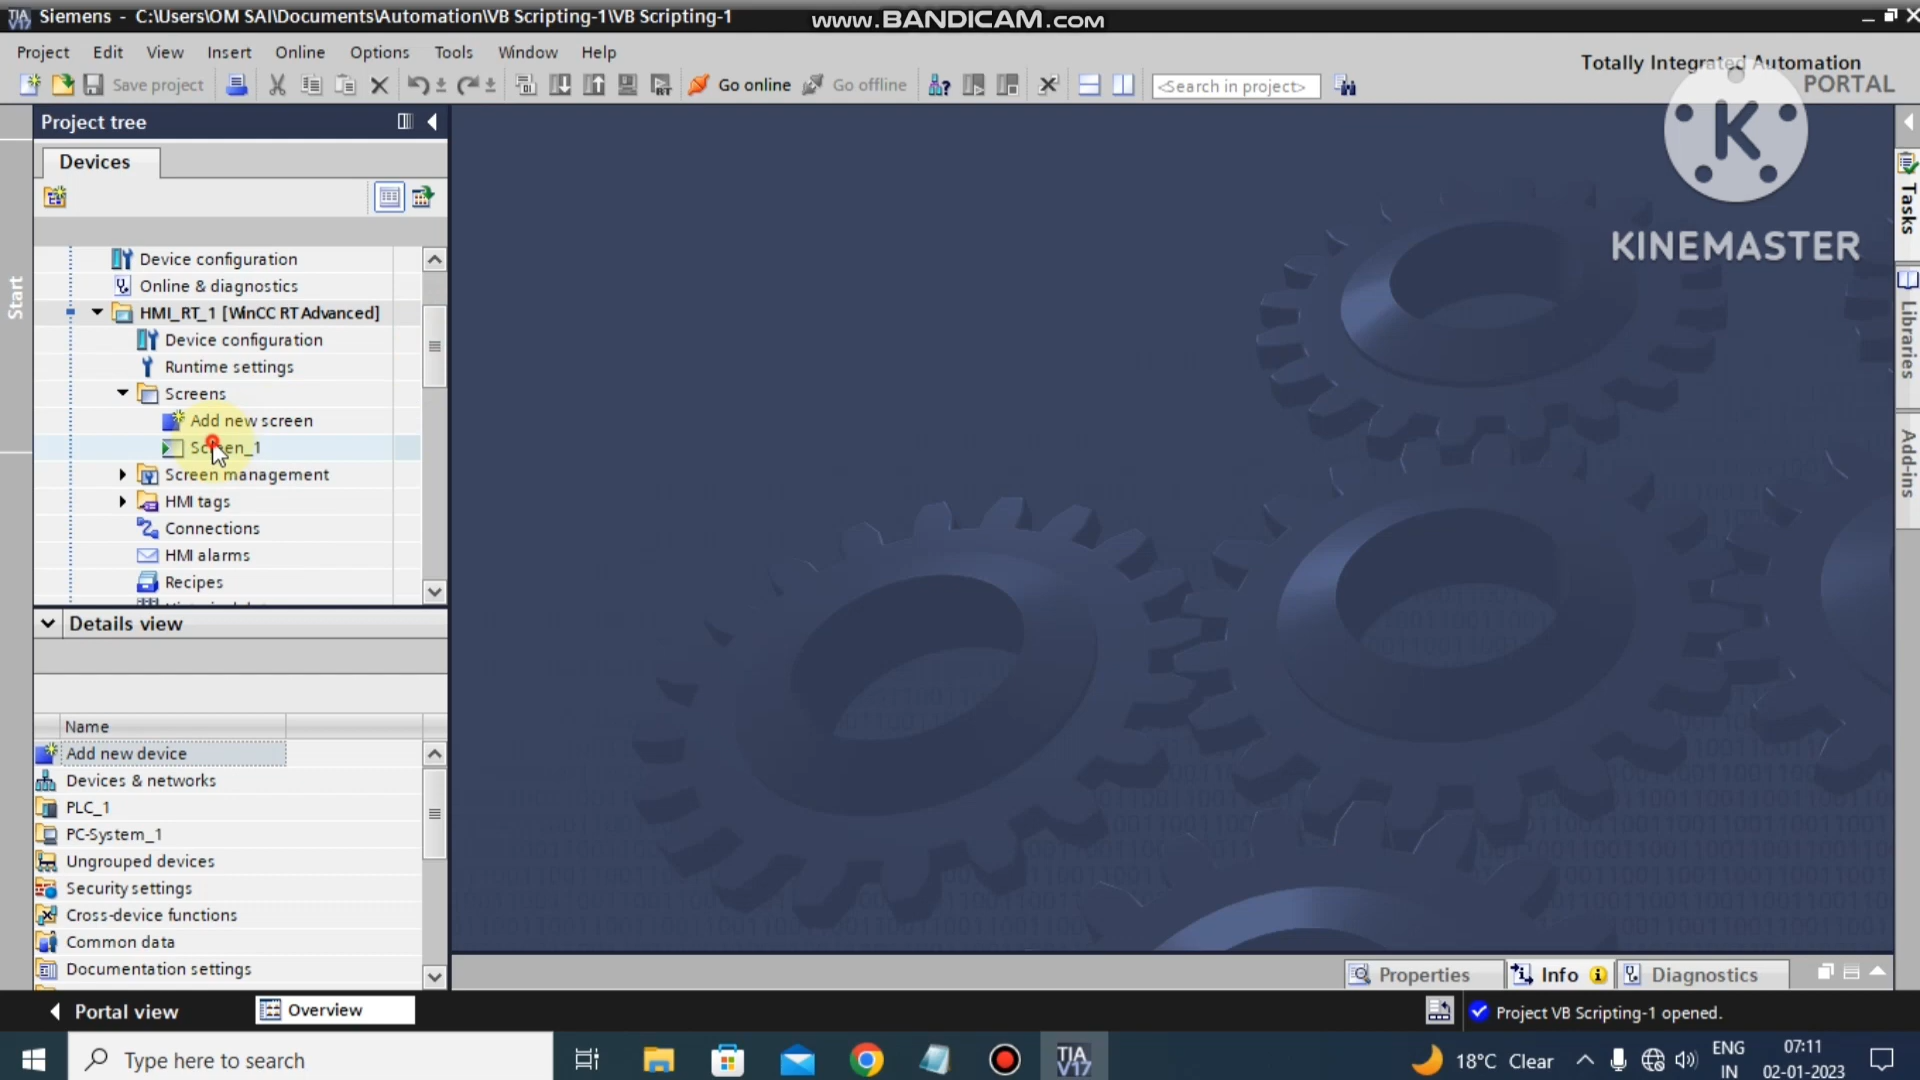 Siemens - C:\Users\OM SAI\Documents\Automation\VB Scripting-1\VB Scripting-1
www.BANDICAM.com
Project Edit View Insert Online Options Tools Window Help
Totally Integrated Automation
PORTAL
Save project
Go online
Go offline
<Search in project>
Project tree
Devices
Start
Device configuration
Online & diagnostics
HMI_RT_1 [WinCC RT Advanced]
Device configuration
Runtime settings
Screens
Add new screen
Screen_1
Screen management
HMI tags
Connections
HMI alarms
Recipes
K
KINEMASTER
Tasks
Libraries
Add-ins
Details view
Name
Add new device
Devices & networks
PLC_1
PC-System_1
Ungrouped devices
Security settings
Cross-device functions
Common data
Documentation settings
Properties
Info
Diagnostics
Portal view
Overview
Project VB Scripting-1 opened.
Type here to search
TIA
V17
18°C Clear
ENG
IN
07:11
02-01-2023